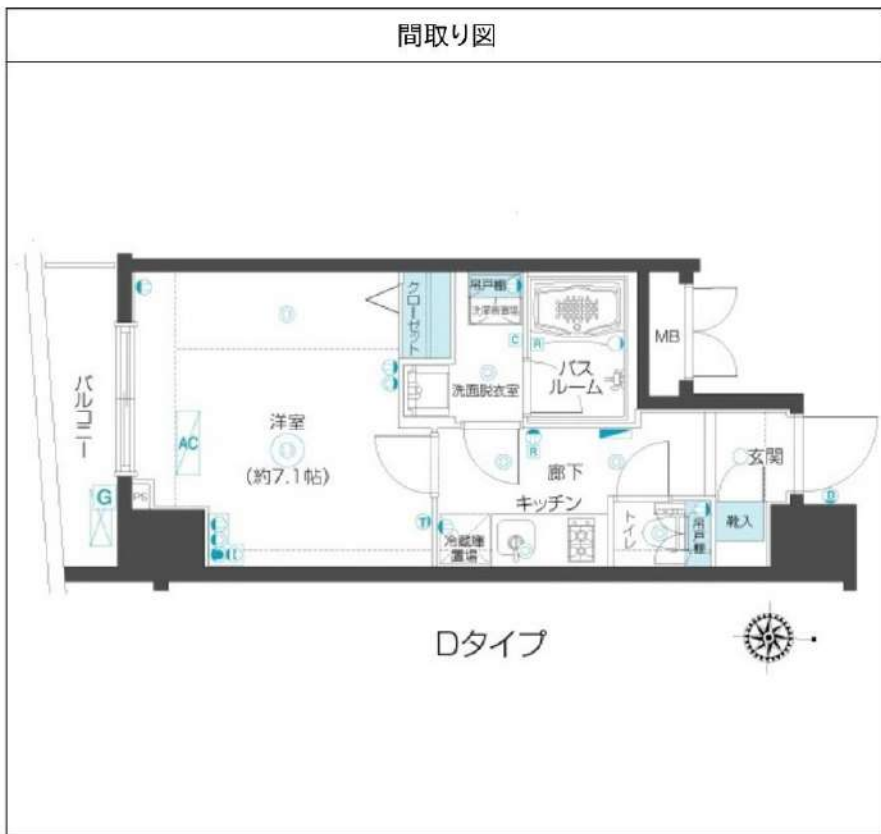 間取り図
吊戸棚
洗濯機置場
クローゼット
C
R
MB
バス
ルーム
洗面脱衣室
バルコニー
洋室
(約7.1帖)
AC
R
廊下
玄関
キッチン
G
PS
T
冷蔵庫
置場
トイレ
吊戸棚
靴入
D
Dタイプ